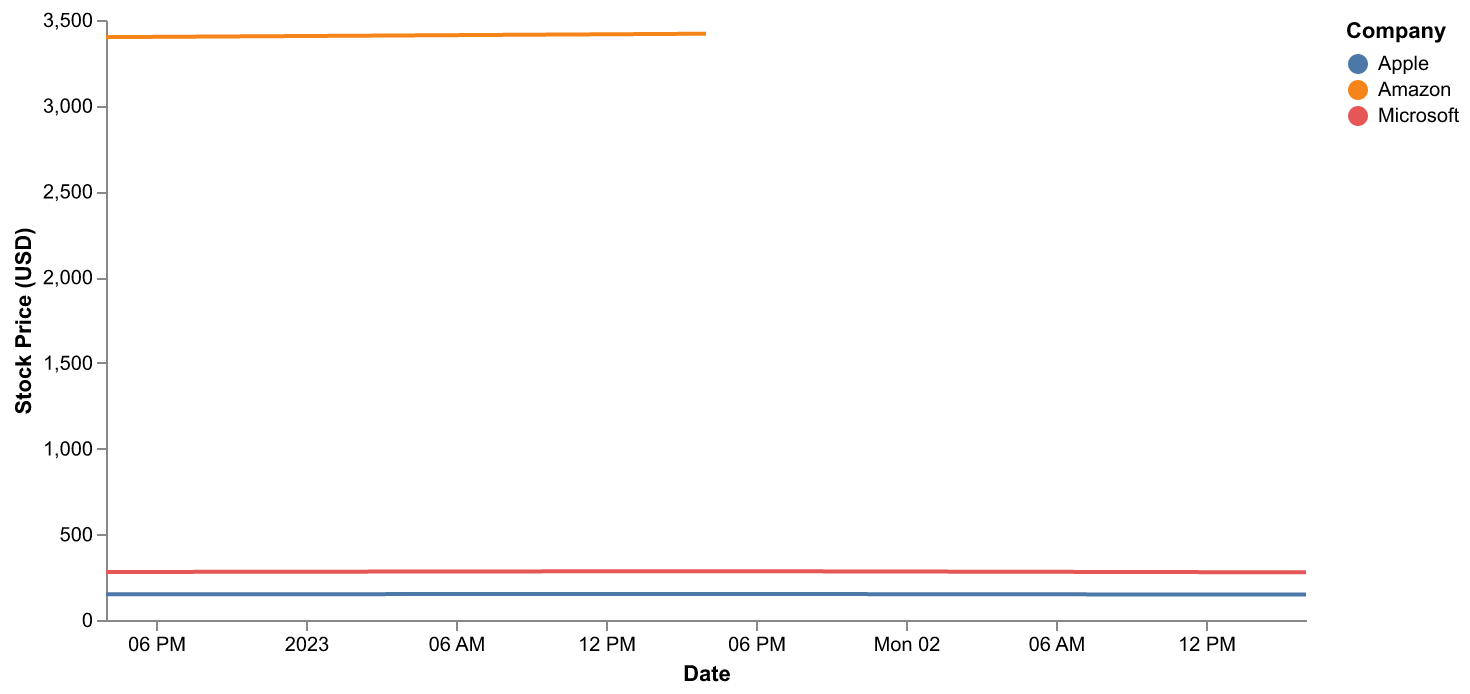 3,500
3,000
2,500
2,000
1,500
1,000
500
0
Stock Price (USD)
06 PM
2023
06 AM
12 PM
06 PM
Mon 02
06 AM
12 PM
Date
Company
Apple
Amazon
Microsoft